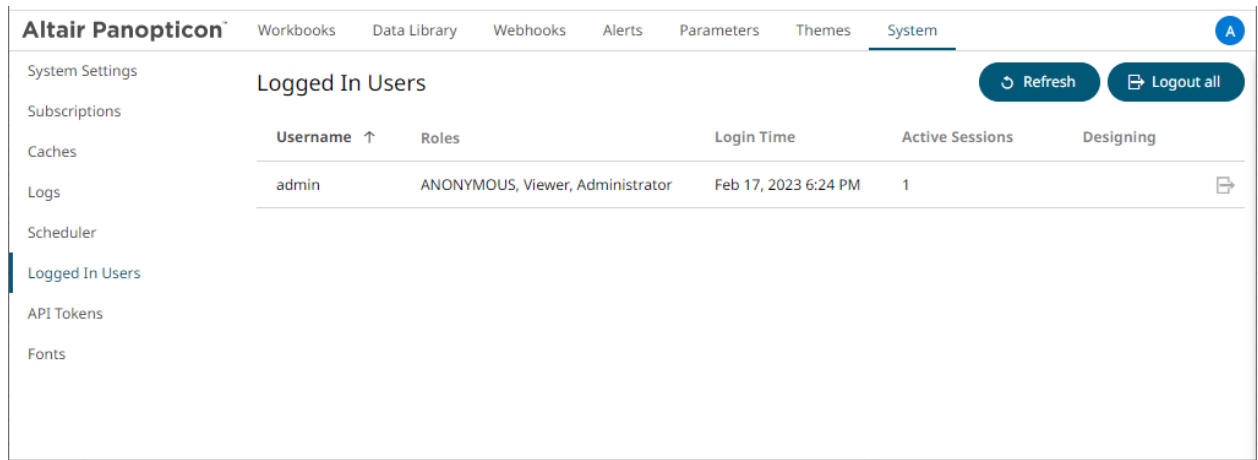 Altair Panopticon™ Workbooks Data Library Webhooks Alerts Parameters Themes System A
System Settings
Subscriptions
Caches
Logs
Scheduler
Logged In Users
API Tokens
Fonts
Logged In Users Refresh Logout all
Username ↑ Roles Login Time Active Sessions Designing
admin ANONYMOUS, Viewer, Administrator Feb 17, 2023 6:24 PM 1